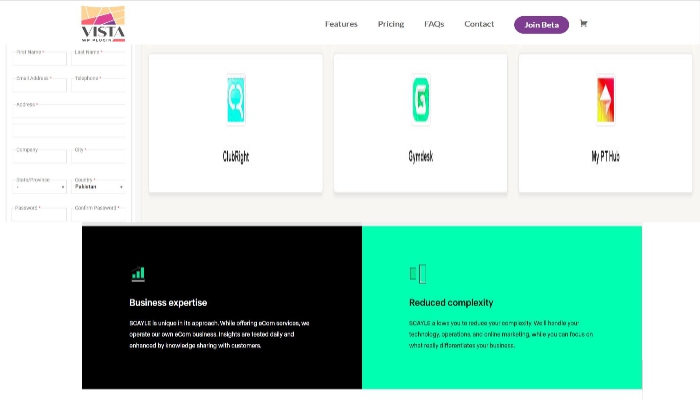 VISTA
WP PLUGIN
Features
Pricing
FAQs
Contact
Join Beta
First Name *
Last Name *
Email Address *
Telephone *
Address *
Company
City *
State/Province
Country *
-
Pakistan
Password *
Confirm Password *
ClubRight
Gymdesk
My PT Hub
Business expertise
SCAYLE is unique in its approach. While offering eCom services, we
operate our own eCom business. Insights are tested daily and
enhanced by knowledge sharing with customers.
Reduced complexity
SCAYLE allows you to reduce your complexity. We'll handle your
technology, operations, and online marketing, while you can focus on
what really differentiates your business.